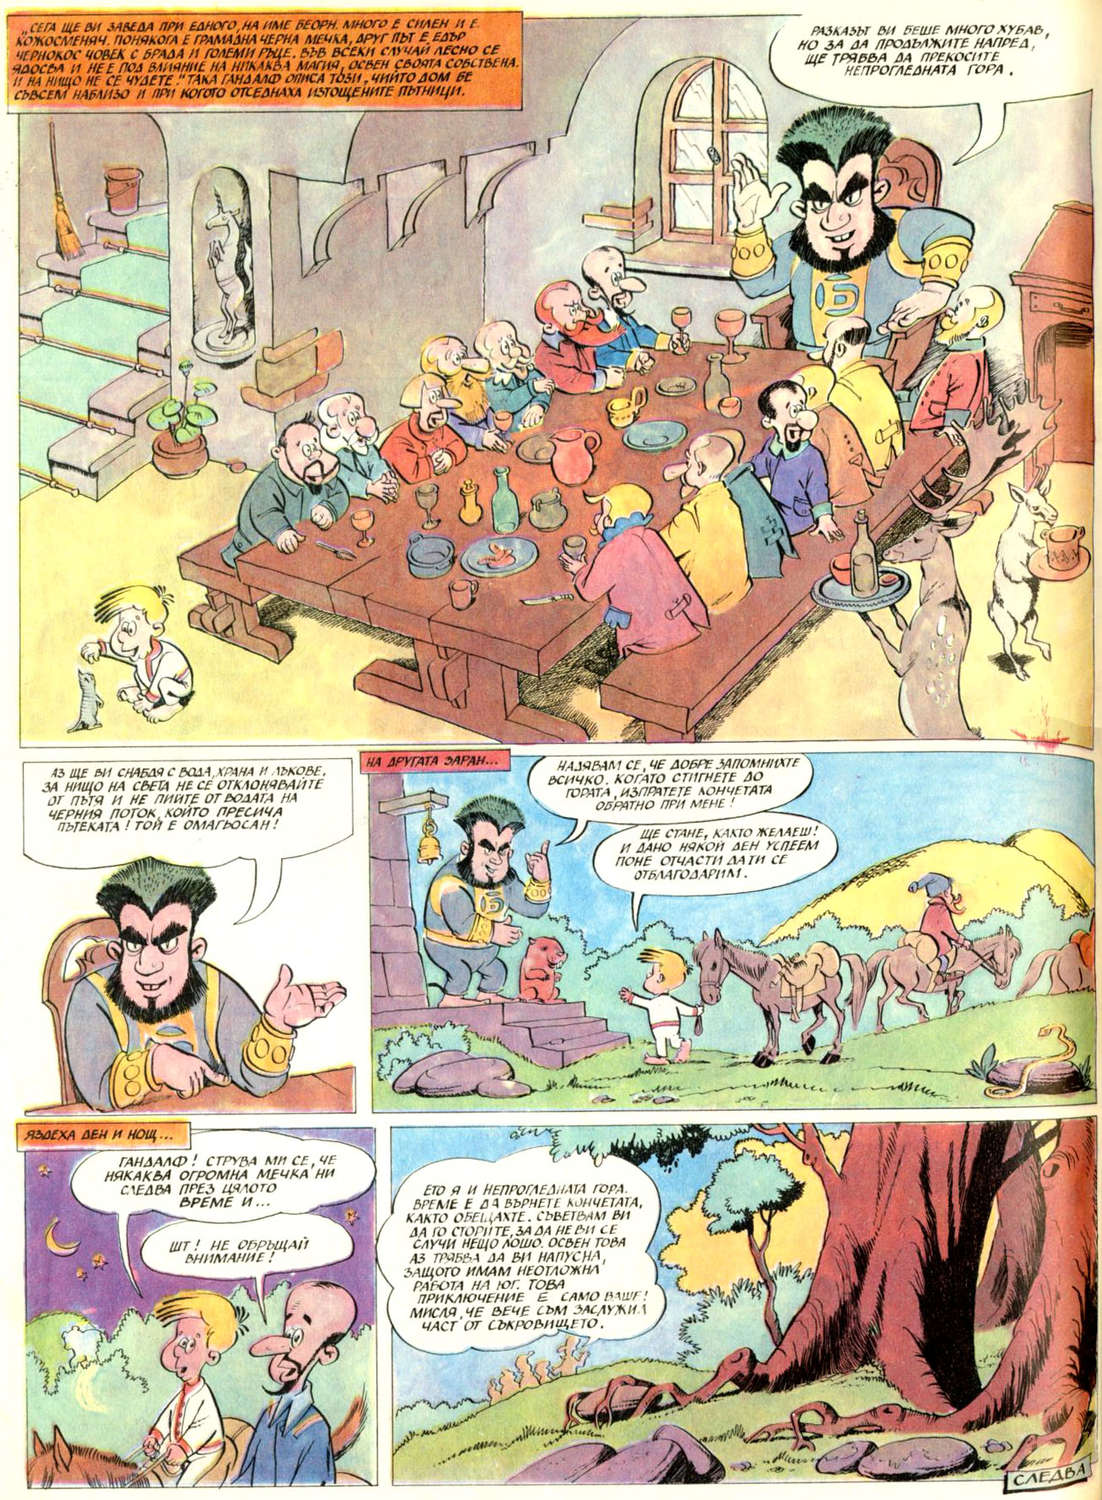 „СЕГА ЩЕ ВИ ЗАВЕДА ПРИ ЕДНОГО, НА ИМЕ БЕОРН. МНОГО Е СИЛЕН И Е
КОЖОСМЕНЯЧ. ПОНЯКОГА Е ГРАМАДНА ЧЕРНА МЕЧКА, ДРУГ ПЪТ Е ЕДЪР
ЧЕРНОКОС ЧОВЕК С БРАДА И ГОЛЕМИ РЪЦЕ. ВЪВ ВСЕКИ СЛУЧАЙ ЛЕСНО СЕ
ЯДОСВА И НЕ Е ПОД ВЛИЯНИЕ НА НИКАКВА МАГИЯ, ОСВЕН СВОЯТА СОБСТВЕНА.
И НА НИЩО НЕ СЕ ЧУДЕТЕ." ТАКА ГАНДАЛФ ОПИСА ТОЗИ, ЧИЙТО ДОМ БЕ
СЪВСЕМ НАБЛИЗО И ПРИ КОГОТО ОТСЕДНАХА ИЗТОЩЕНИТЕ ПЪТНИЦИ.
РАЗКАЗЪТ ВИ БЕШЕ МНОГО ХУБАВ,
НО ЗА ДА ПРОДЪЛЖИТЕ НАПРЕД,
ЩЕ ТРЯБВА ДА ПРЕКОСИТЕ
НЕПРОГЛЕДНАТА ГОРА.
Б
АЗ ЩЕ ВИ СНАБДЯ С ВОДА, ХРАНА И ЛЪКОВЕ.
ЗА НИЩО НА СВЕТА НЕ СЕ ОТКЛОНЯВАЙТЕ
ОТ ПЪТЯ И НЕ ПИЙТЕ ОТ ВОДАТА НА
ЧЕРНИЯ ПОТОК, КОЙТО ПРЕСИЧА
ПЪТЕКАТА! ТОЙ Е ОМАГЬОСАН!
НА ДРУГАТА ЗАРАН...
НАДЯВАМ СЕ, ЧЕ ДОБРЕ ЗАПОМНИХТЕ
ВСИЧКО. КОГАТО СТИГНЕТЕ ДО
ГОРАТА, ИЗПРАТЕТЕ КОНЧЕТАТА
ОБРАТНО ПРИ МЕНЕ!
ЩЕ СТАНЕ, КАКТО ЖЕЛАЕШ!
И ДАНО НЯКОЙ ДЕН УСПЕЕМ
ПОНЕ ОТЧАСТИ ДА ТИ СЕ
ОТБЛАГОДАРИМ.
Б
ЯЗДЕХА ДЕН И НОЩ...
ГАНДАЛФ! СТРУВА МИ СЕ, ЧЕ
НЯКАКВА ОГРОМНА МЕЧКА НИ
СЛЕДВА ПРЕЗ ЦЯЛОТО
ВРЕМЕ И...
ШТ! НЕ ОБРЪЩАЙ
ВНИМАНИЕ!
ЕТО Я И НЕПРОГЛЕДНАТА ГОРА.
ВРЕМЕ Е ДА ВЪРНЕТЕ КОНЧЕТАТА,
КАКТО ОБЕЩАХТЕ. СЪВЕТВАМ ВИ
ДА ГО СТОРИТЕ, ЗА ДА НЕ ВИ СЕ
СЛУЧИ НЕЩО ЛОШО. ОСВЕН ТОВА
АЗ ТРЯБВА ДА ВИ НАПУСНА,
ЗАЩОТО ИМАМ НЕОТЛОЖНА
РАБОТА НА ЮГ. ТОВА
ПРИКЛЮЧЕНИЕ Е САМО ВАШЕ!
МИСЛЯ, ЧЕ ВЕЧЕ СЪМ ЗАСЛУЖИЛ
ЧАСТ ОТ СЪКРОВИЩЕТО.
СЛЕДВА